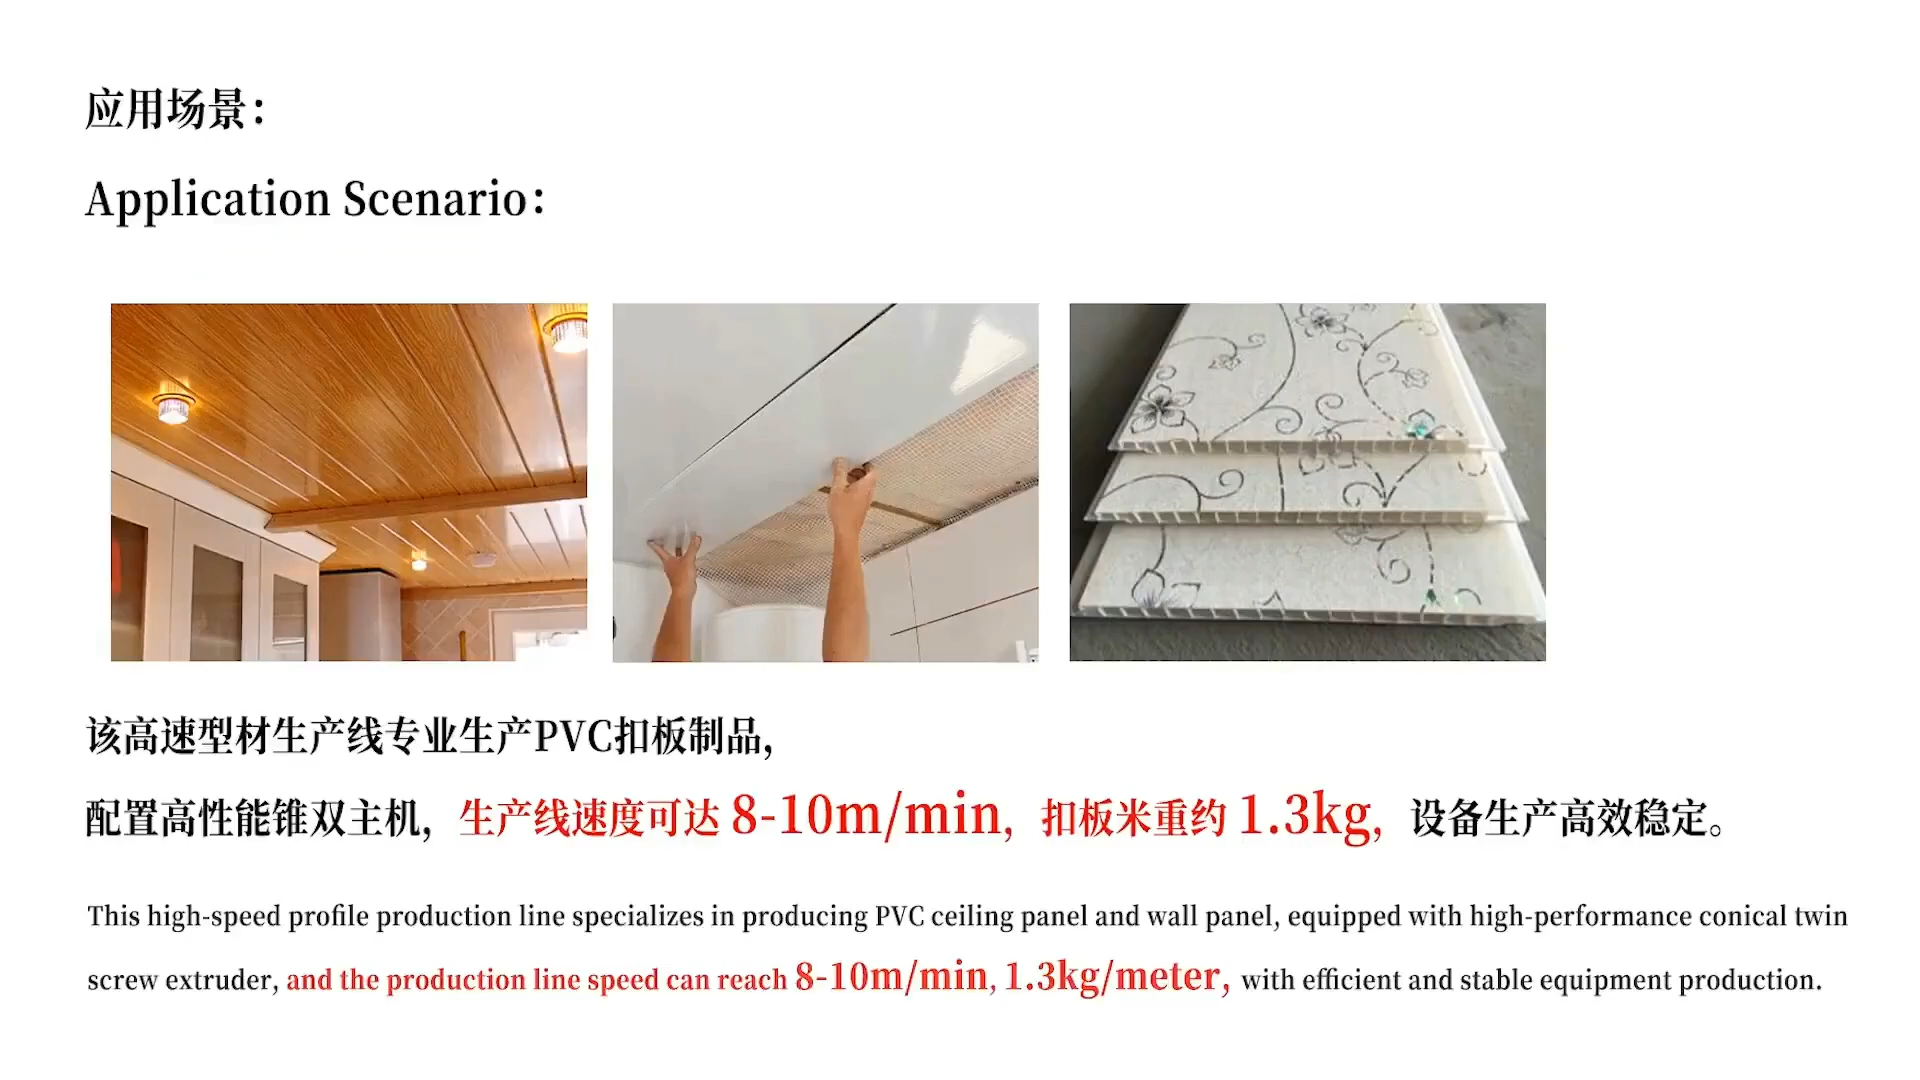 应用场景：
Application Scenario：
该高速型材生产线专业生产PVC扣板制品，
配置高性能锥双主机，生产线速度可达 8-10m/min，扣板米重约 1.3kg，设备生产高效稳定。
This high-speed profile production line specializes in producing PVC ceiling panel and wall panel, equipped with high-performance conical twin
screw extruder, and the production line speed can reach 8-10m/min, 1.3kg/meter, with efficient and stable equipment production.